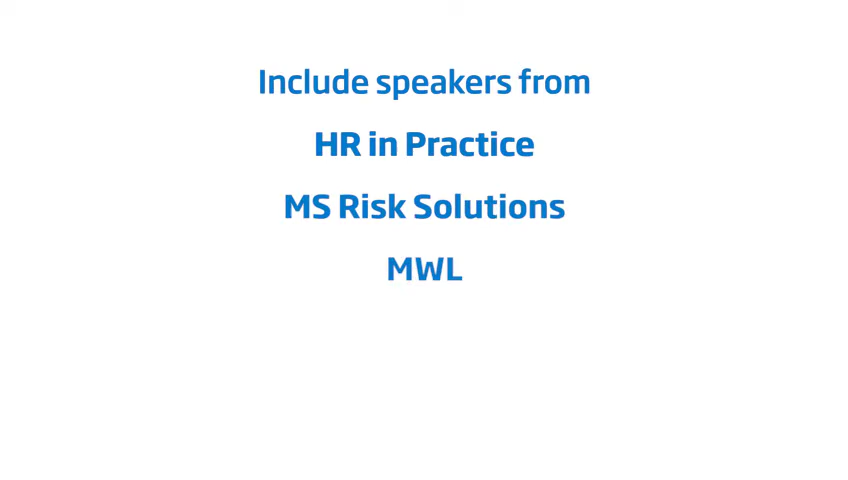 Include speakers from
HR in Practice
MS Risk Solutions
MWL